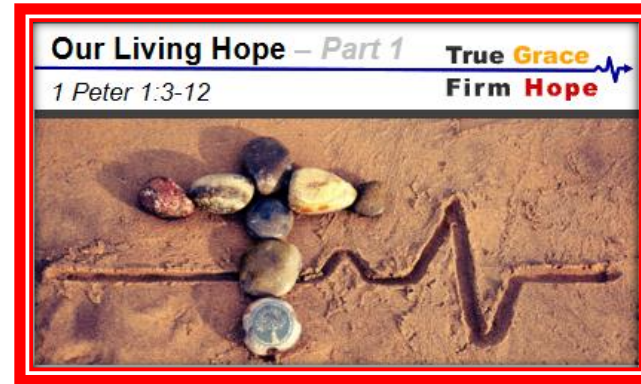 Our Living Hope – Part 1
True Grace
1 Peter 1:3-12
Firm Hope